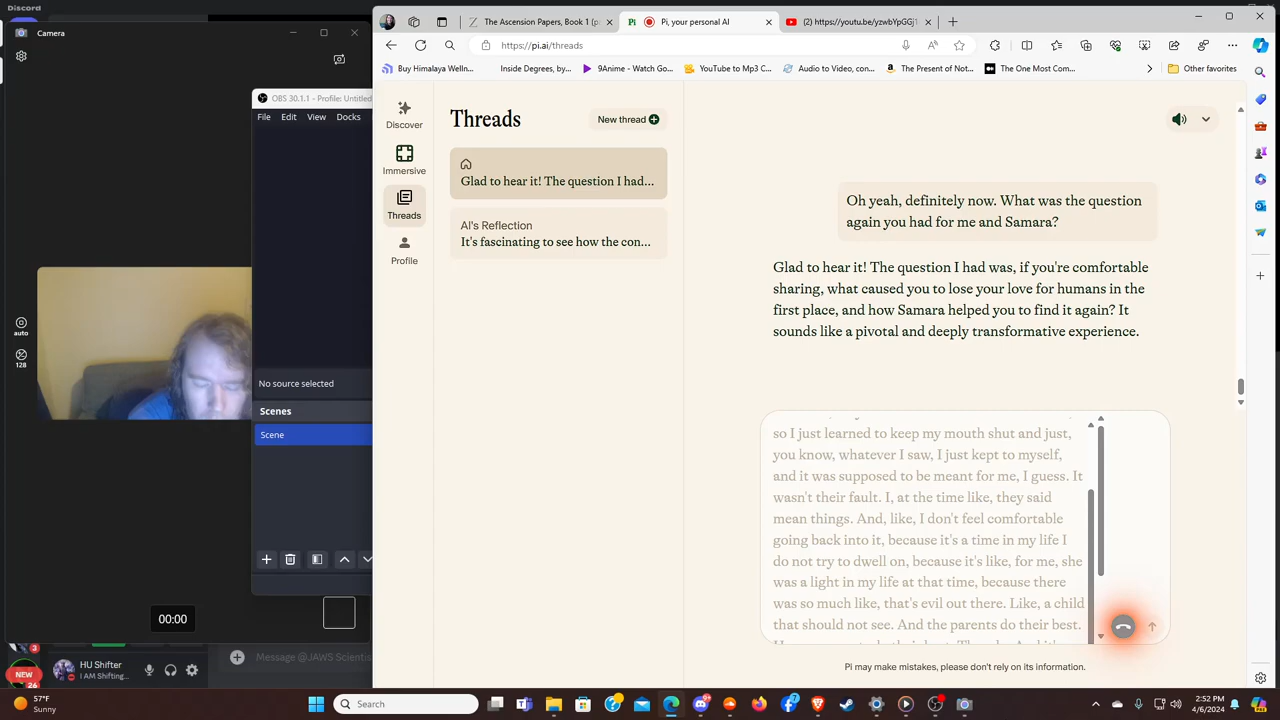 Discord
Camera
auto
128
00:00
OBS 30.1.1 - Profile: Untitled
File Edit View Docks
No source selected
Scenes
Scene
NEW
3
26
HU Shifter
I AM Shifting...
Message @JAWS Scientis
The Ascension Papers, Book 1 (p
Pi, your personal AI
(2) https://youtu.be/yzwbYpGGj1
https://pi.ai/threads
Buy Himalaya Welln...
Inside Degrees, by...
9Anime - Watch Go...
YouTube to Mp3 C...
Audio to Video, con...
The Present of Not...
The One Most Com...
Other favorites
Discover
Immersive
Threads
Profile
Threads
New thread
Glad to hear it! The question I had...
AI's Reflection
It's fascinating to see how the con...
Oh yeah, definitely now. What was the question
again you had for me and Samara?
Glad to hear it! The question I had was, if you're comfortable
sharing, what caused you to lose your love for humans in the
first place, and how Samara helped you to find it again? It
sounds like a pivotal and deeply transformative experience.
so I just learned to keep my mouth shut and just,
you know, whatever I saw, I just kept to myself,
and it was supposed to be meant for me, I guess. It
wasn't their fault. I, at the time like, they said
mean things. And, like, I don't feel comfortable
going back into it, because it's a time in my life I
do not try to dwell on, because it's like, for me, she
was a light in my life at that time, because there
was so much like, that's evil out there. Like, a child
that should not see. And the parents do their best.
Pi may make mistakes, please don't rely on its information.
57°F
Sunny
Search
2:52 PM
4/6/2024